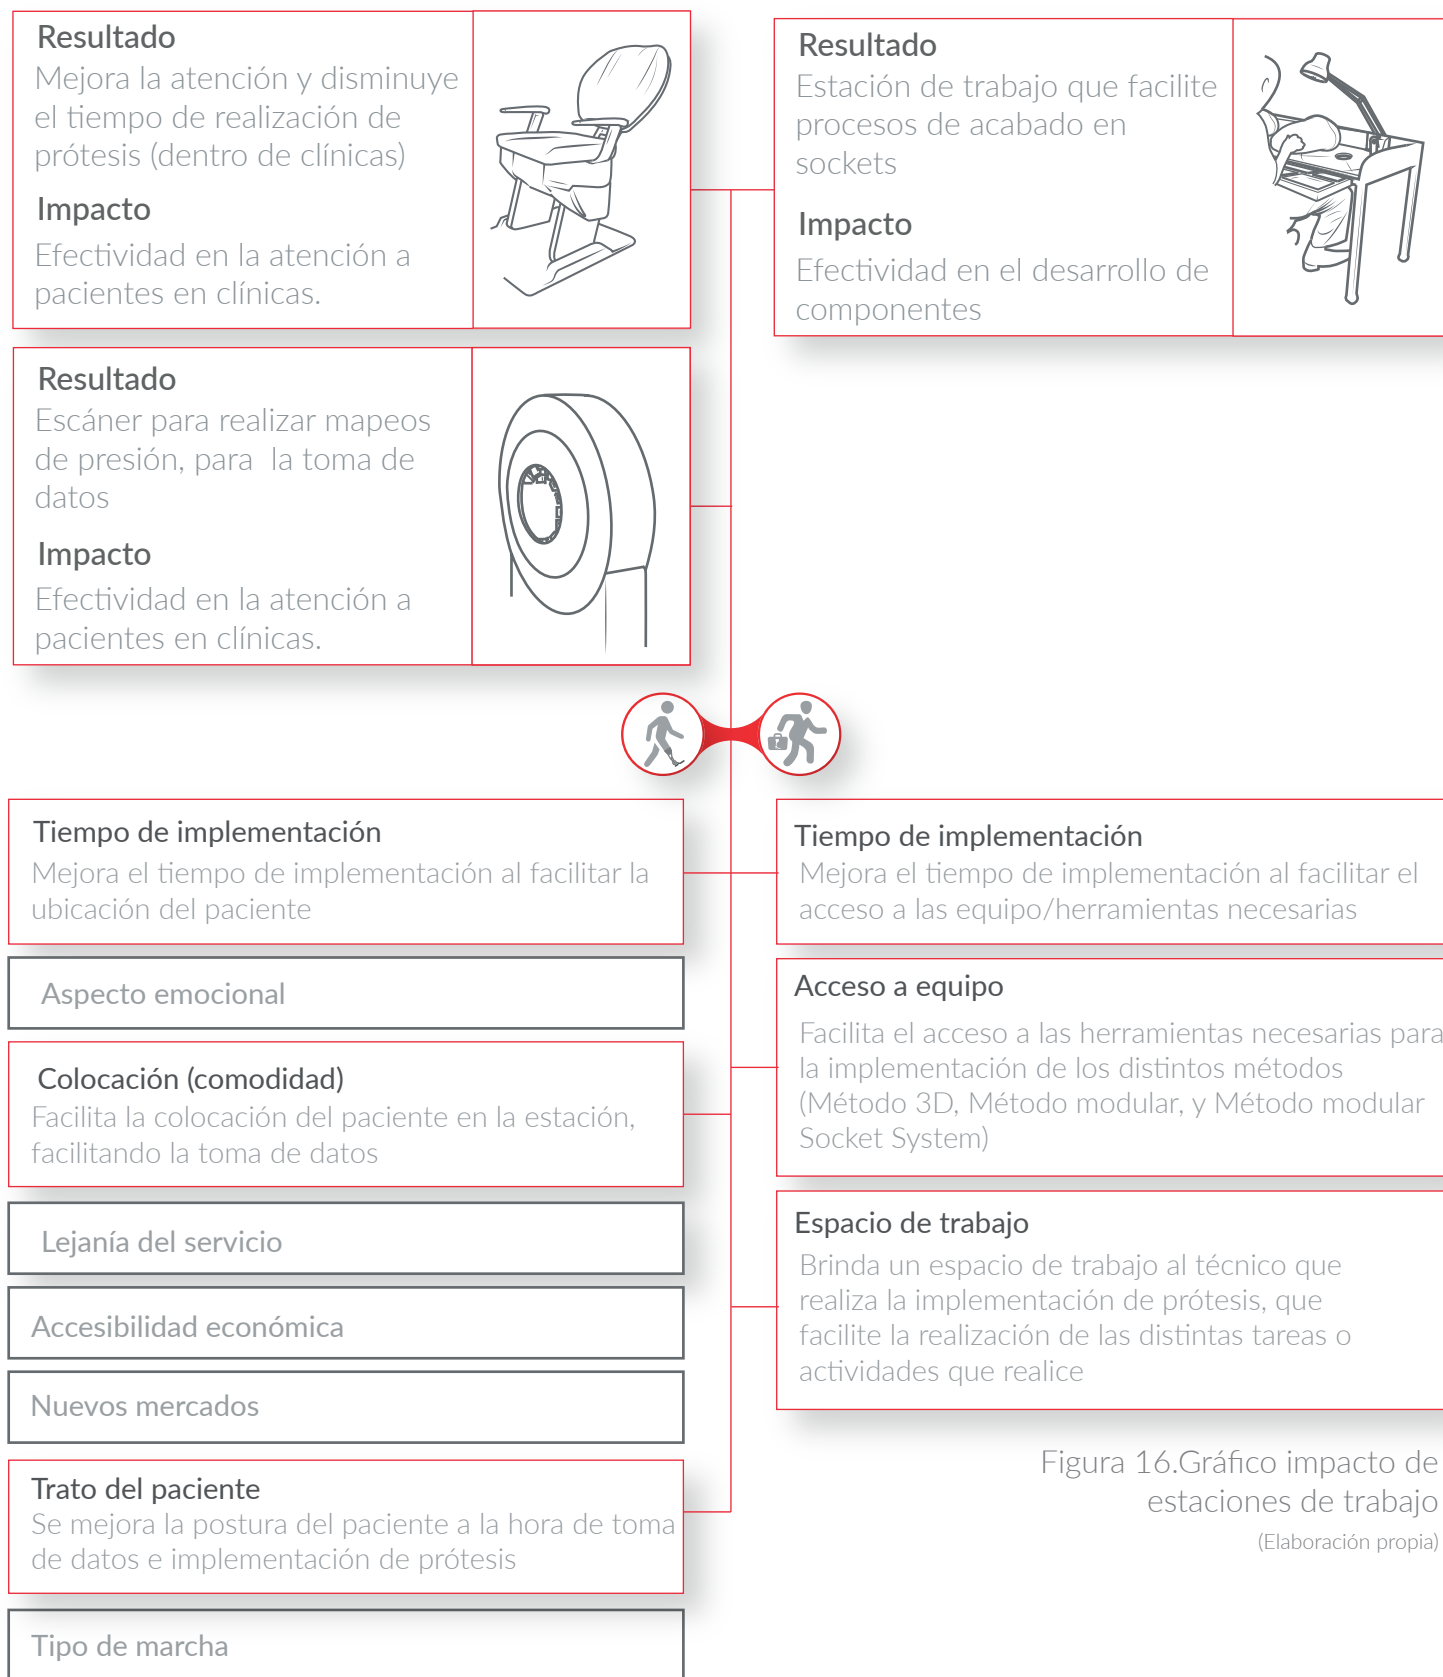 Resultado
Mejora la atención y disminuye
el tiempo de realización de
prótesis (dentro de clínicas)
Impacto
Efectividad en la atención a
pacientes en clínicas.
Resultado
Estación de trabajo que facilite
procesos de acabado en
sockets
Impacto
Efectividad en el desarrollo de
componentes
Resultado
Escáner para realizar mapeos
de presión, para la toma de
datos
Impacto
Efectividad en la atención a
pacientes en clínicas.
Tiempo de implementación
Mejora el tiempo de implementación al facilitar la
ubicación del paciente
Aspecto emocional
Colocación (comodidad)
Facilita la colocación del paciente en la estación,
facilitando la toma de datos
Lejanía del servicio
Accesibilidad económica
Nuevos mercados
Trato del paciente
Se mejora la postura del paciente a la hora de toma
de datos e implementación de prótesis
Tipo de marcha
Tiempo de implementación
Mejora el tiempo de implementación al facilitar el
acceso a las equipo/herramientas necesarias
Acceso a equipo
Facilita el acceso a las herramientas necesarias para
la implementación de los distintos métodos
(Método 3D, Método modular, y Método modular
Socket System)
Espacio de trabajo
Brinda un espacio de trabajo al técnico que
realiza la implementación de prótesis, que
facilite la realización de las distintas tareas o
actividades que realice
Figura 16.Gráfico impacto de
estaciones de trabajo
(Elaboración propia)